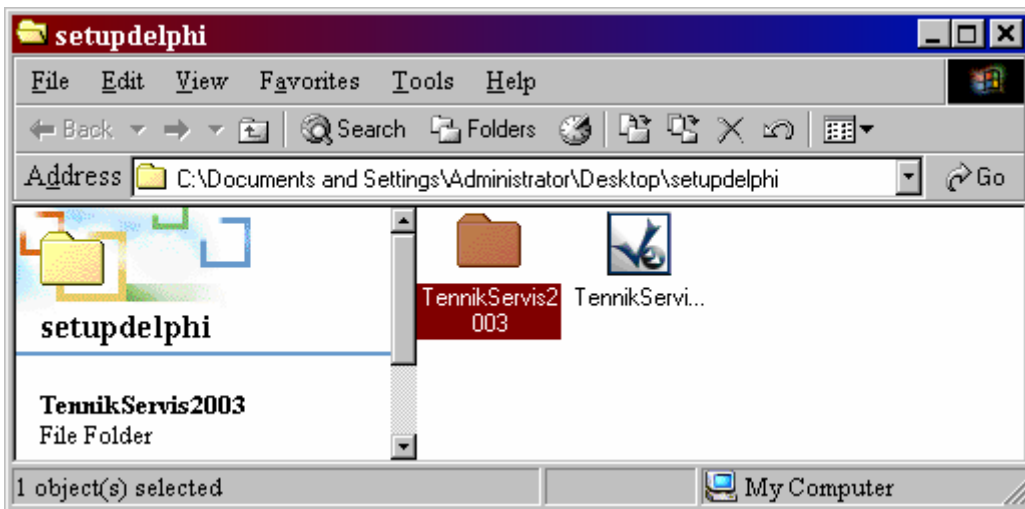 setupdelphi
File Edit View Favorites Tools Help
Back Search Folders
Address C:\Documents and Settings\Administrator\Desktop\setupdelphi Go
TennikServis2
003
TennikServi...
setupdelphi
TennikServis2003
File Folder
1 object(s) selected My Computer